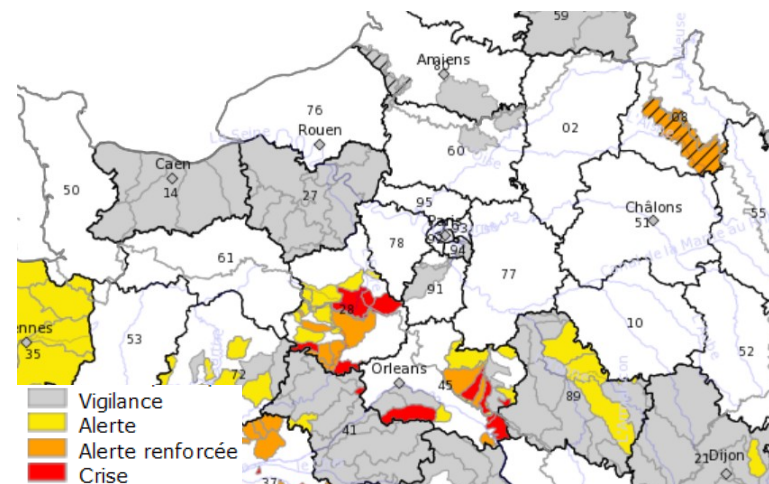 59
Amiens
80
08
76
Rouen
02
60
Caen
14
50
27
95
Paris
93
94
Châlons
51
55
61
78
77
91
ennes
35
53
28
10
52
72
Orleans
45
89
41
21 Dijon
37
Vigilance
Alerte
Alerte renforcée
Crise